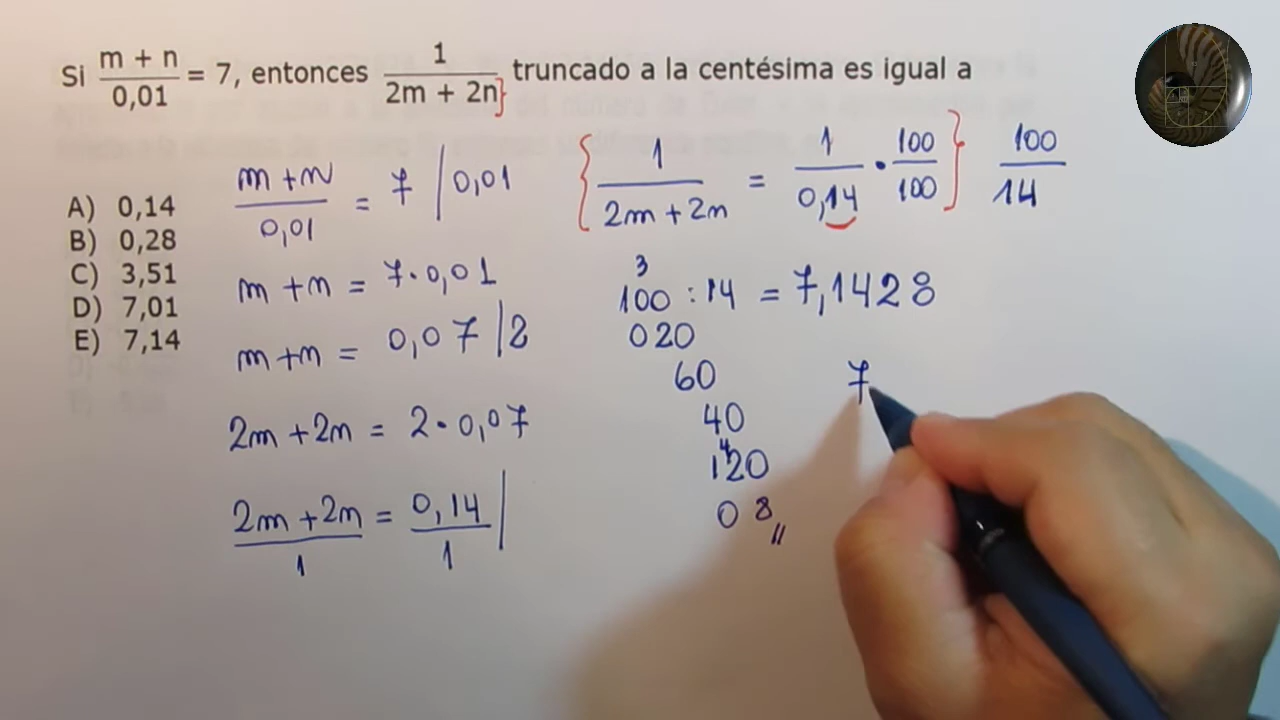 Si m + n / 0,01 = 7, entonces 1 / 2m + 2n} truncado a la centésima es igual a
A) 0,14
B) 0,28
C) 3,51
D) 7,01
E) 7,14
m + n / 0,01 = 7 | 0,01
m + n = 7 · 0,01
m + n = 0,07 | 2
2m + 2n = 2 · 0,07
2m + 2n / 1 = 0,14 / 1 |
{ 1 / 2m + 2n = 1 / 0,14 · 100 / 100 } 100 / 14
3
100 : 14 = 7,1428
020
60
40
4
120
08 //
7